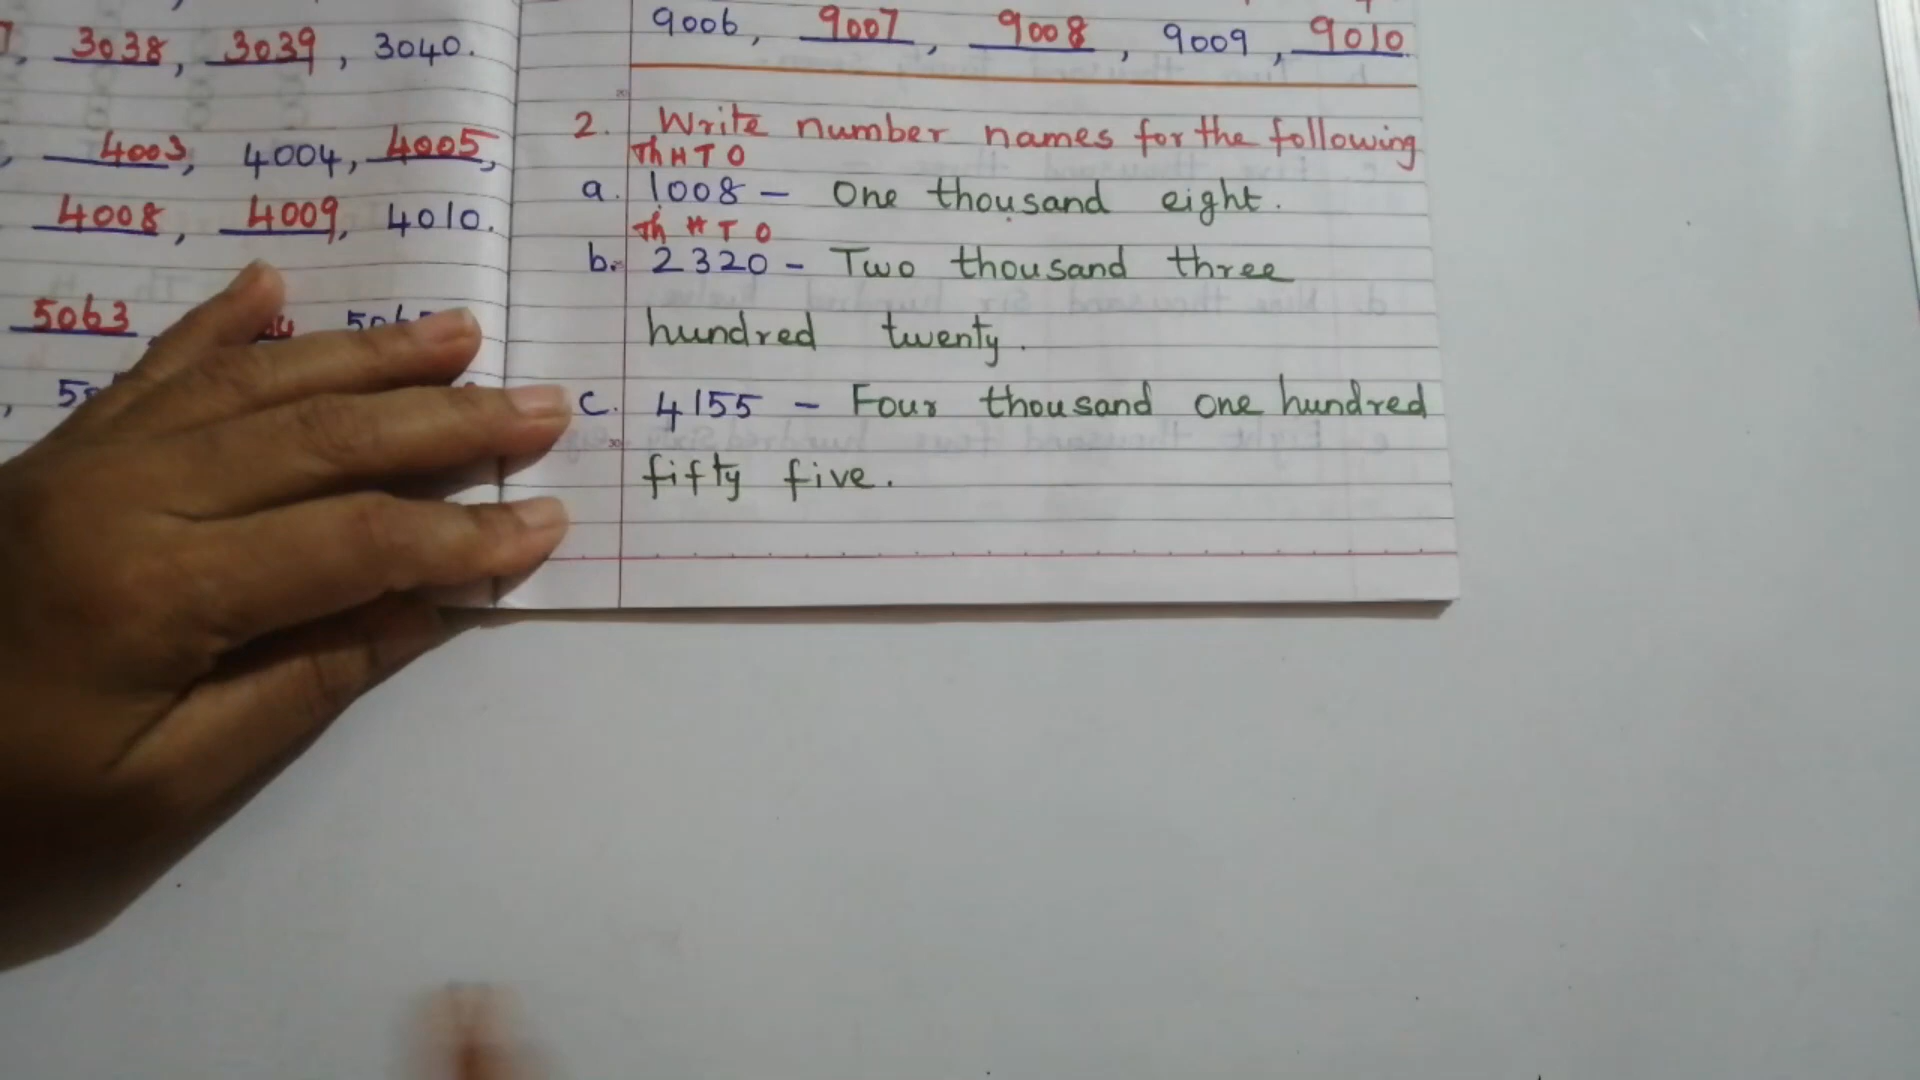 3038, 3039, 3040.
4003, 4004, 4005,
4008, 4009, 4010.
5063
9006, 9007, 9008, 9009, 9010
2. Write number names for the following
Th H T O
a. 1008 - One thousand eight.
Th H T O
b. 2320 - Two thousand three
hundred twenty.
c. 4155 - Four thousand one hundred
fifty five.